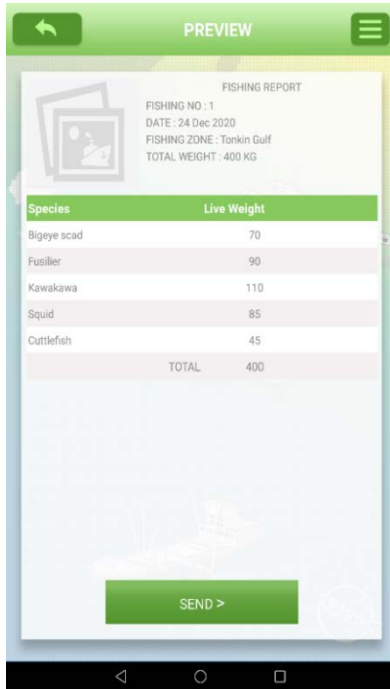 PREVIEW
FISHING REPORT
FISHING NO : 1
DATE : 24 Dec 2020
FISHING ZONE : Tonkin Gulf
TOTAL WEIGHT : 400 KG
Species Live Weight
Bigeye scad 70
Fusilier 90
Kawakawa 110
Squid 85
Cuttlefish 45
TOTAL 400
SEND >